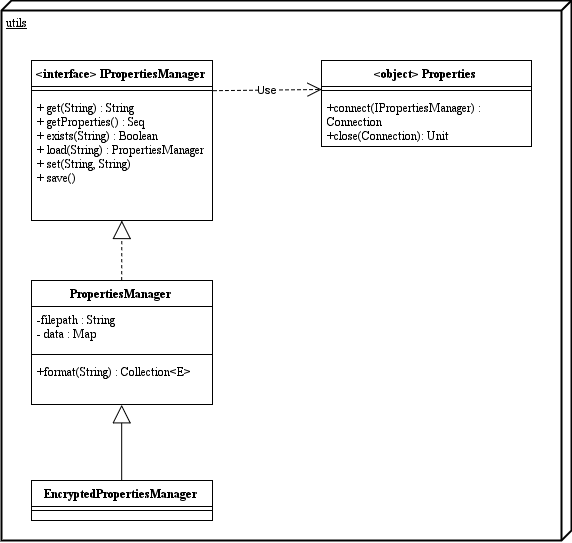 utils
<interface> IPropertiesManager
+ get(String) : String
+ getProperties() : Seq
+ exists(String) : Boolean
+ load(String) : PropertiesManager
+ set(String, String)
+ save()
Use
<object> Properties
+connect(IPropertiesManager) :
Connection
+close(Connection): Unit
PropertiesManager
-filepath : String
- data : Map
+format(String) : Collection<E>
EncryptedPropertiesManager